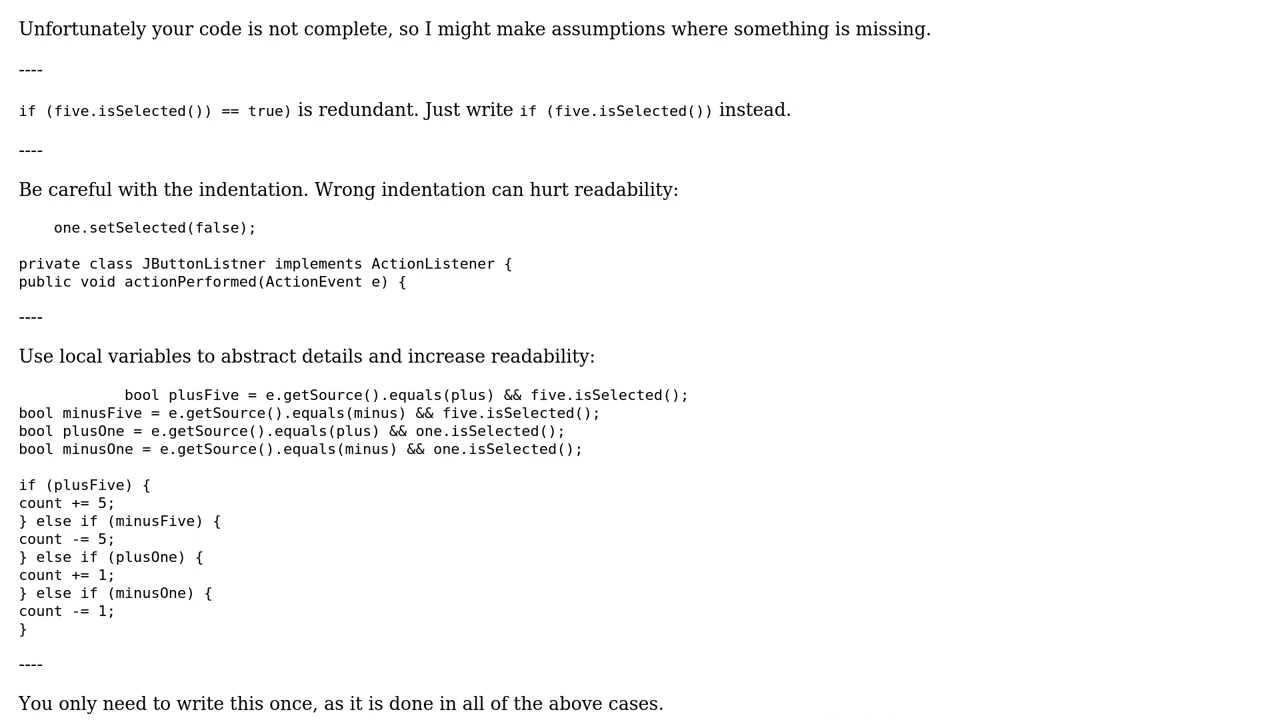 Unfortunately your code is not complete, so I might make assumptions where something is missing.
----
if (five.isSelected()) == true) is redundant. Just write if (five.isSelected()) instead.
----
Be careful with the indentation. Wrong indentation can hurt readability:
    one.setSelected(false);
private class JButtonListner implements ActionListener {
public void actionPerformed(ActionEvent e) {
----
Use local variables to abstract details and increase readability:
            bool plusFive = e.getSource().equals(plus) && five.isSelected();
bool minusFive = e.getSource().equals(minus) && five.isSelected();
bool plusOne = e.getSource().equals(plus) && one.isSelected();
bool minusOne = e.getSource().equals(minus) && one.isSelected();
if (plusFive) {
count += 5;
} else if (minusFive) {
count -= 5;
} else if (plusOne) {
count += 1;
} else if (minusOne) {
count -= 1;
}
----
You only need to write this once, as it is done in all of the above cases.